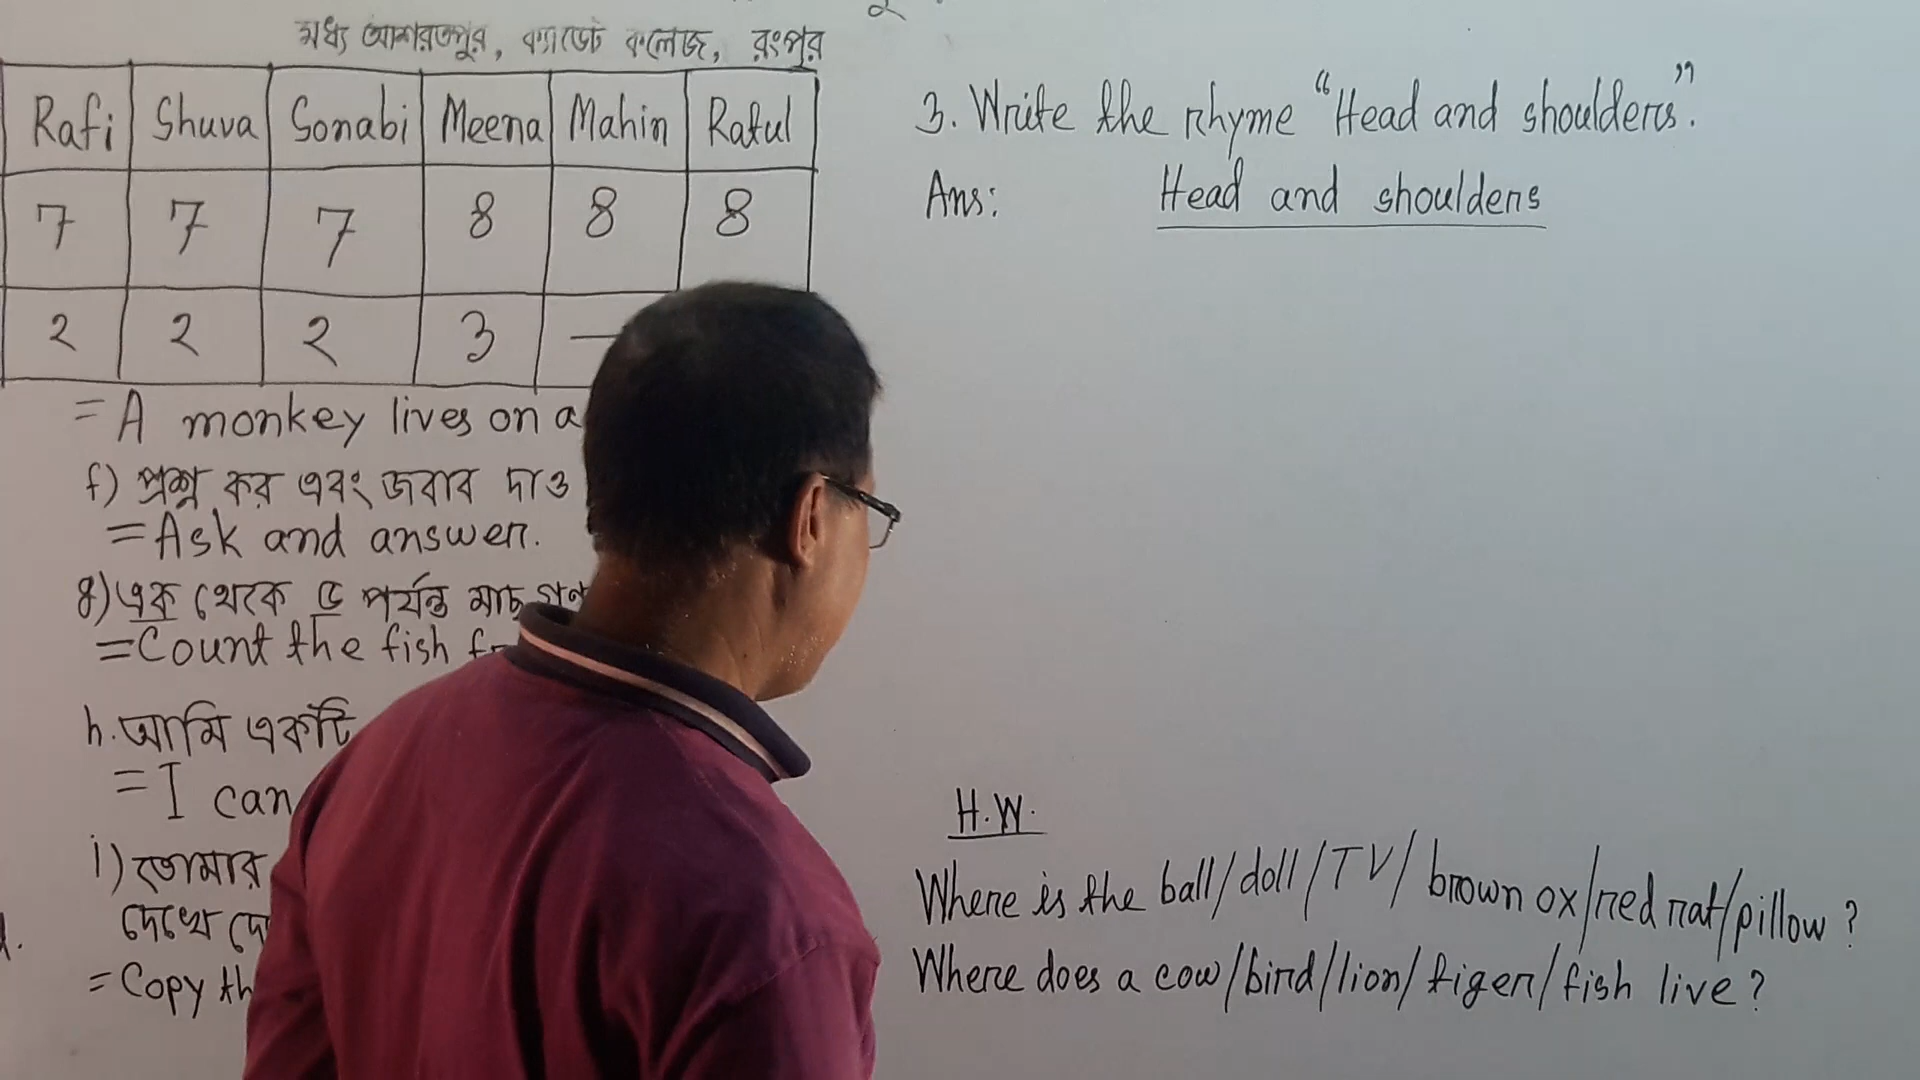 মধ্য আশরতপুর, ক্যাডেট কলেজ, রংপুর
Rafi Shuva Sonabi Meena Mahin Ratul
7 7 7 8 8 8
2 2 2 3 —
= A monkey lives on a
f) প্রশ্ন কর এবং জবাব দাও
= Ask and answer.
g) এক থেকে ৫ পর্যন্ত মাছ
= Count the fish
h. আমি একটি
= I can
i) তোমার
দেখে
= Copy
3. Write the rhyme "Head and shoulders".
Ans: Head and shoulders
H.W.
Where is the ball/doll/TV/brown ox/red rat/pillow?
Where does a cow/bird/lion/tiger/fish live?